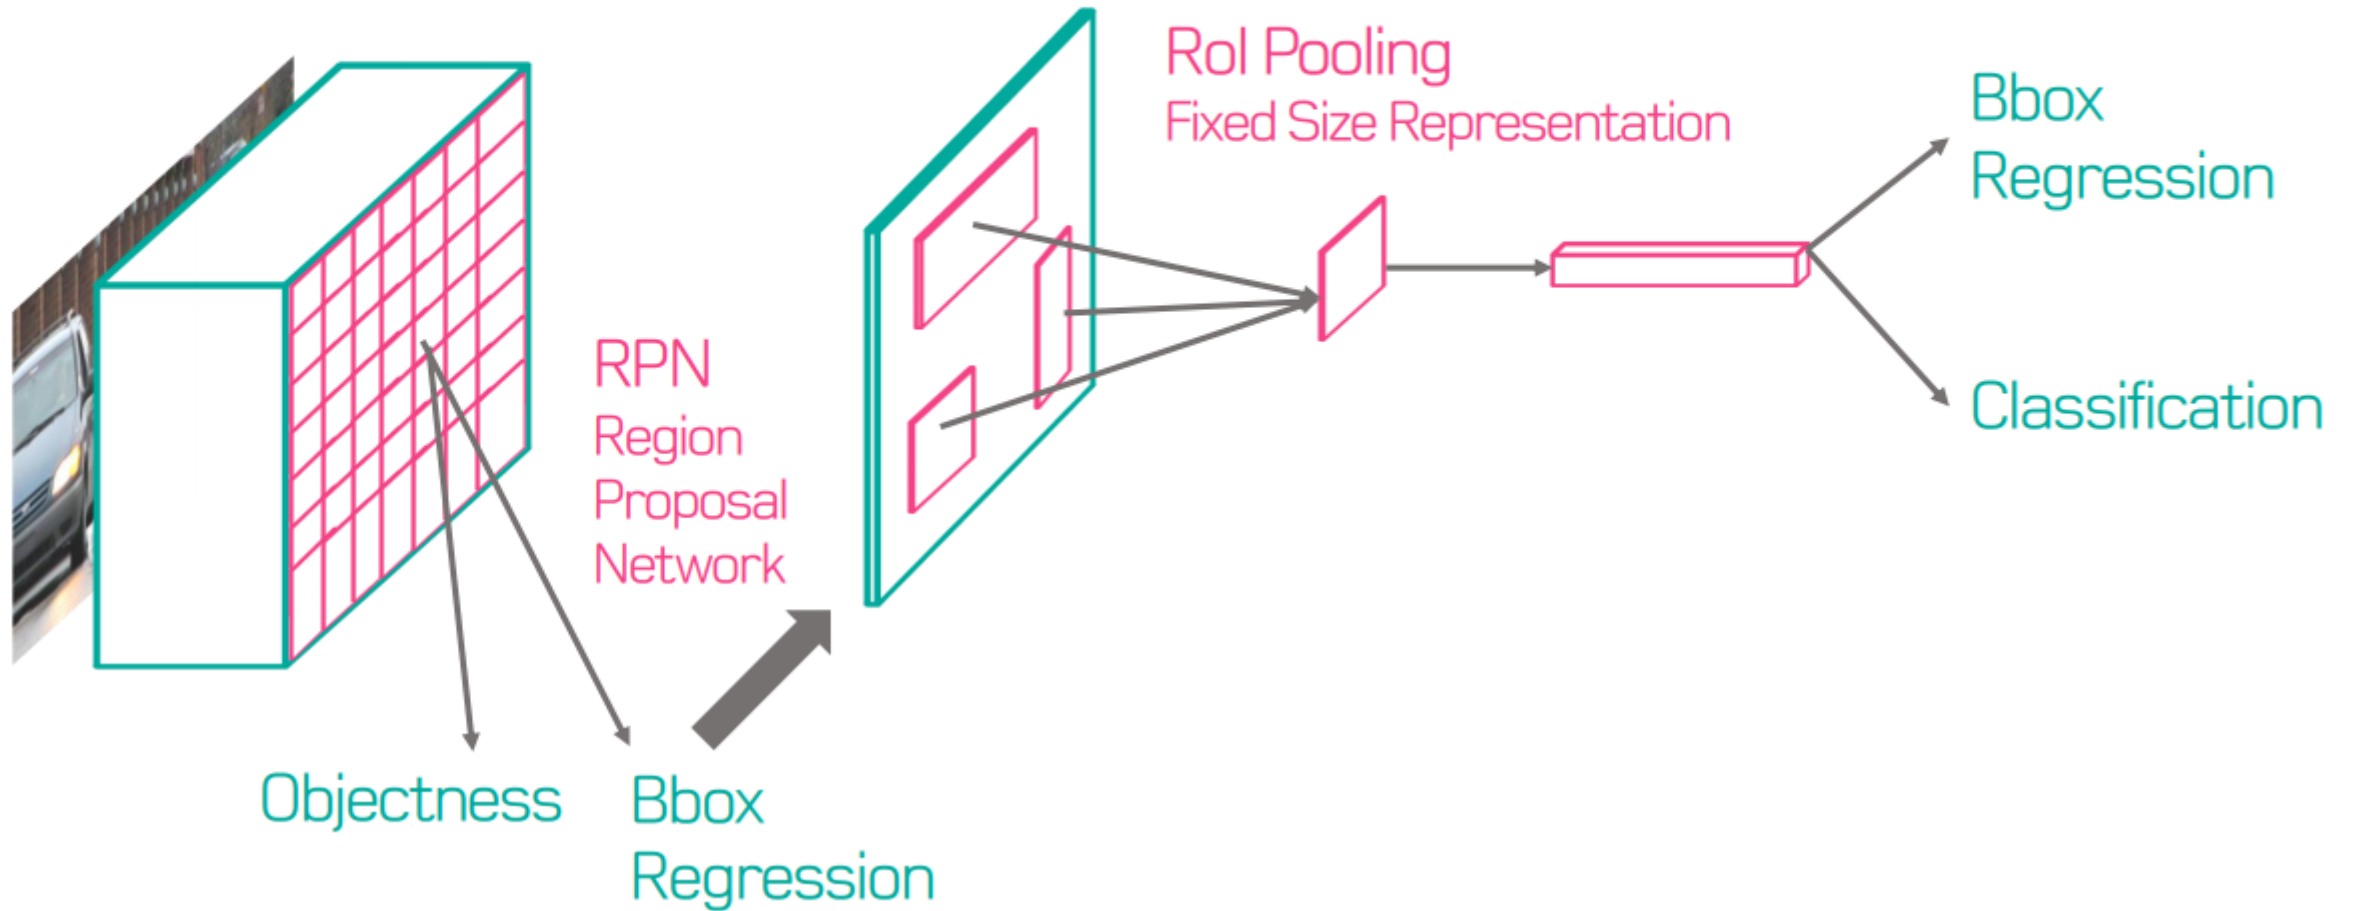 RoI Pooling
Fixed Size Representation
Bbox
Regression
Classification
RPN
Region
Proposal
Network
Objectness
Bbox
Regression